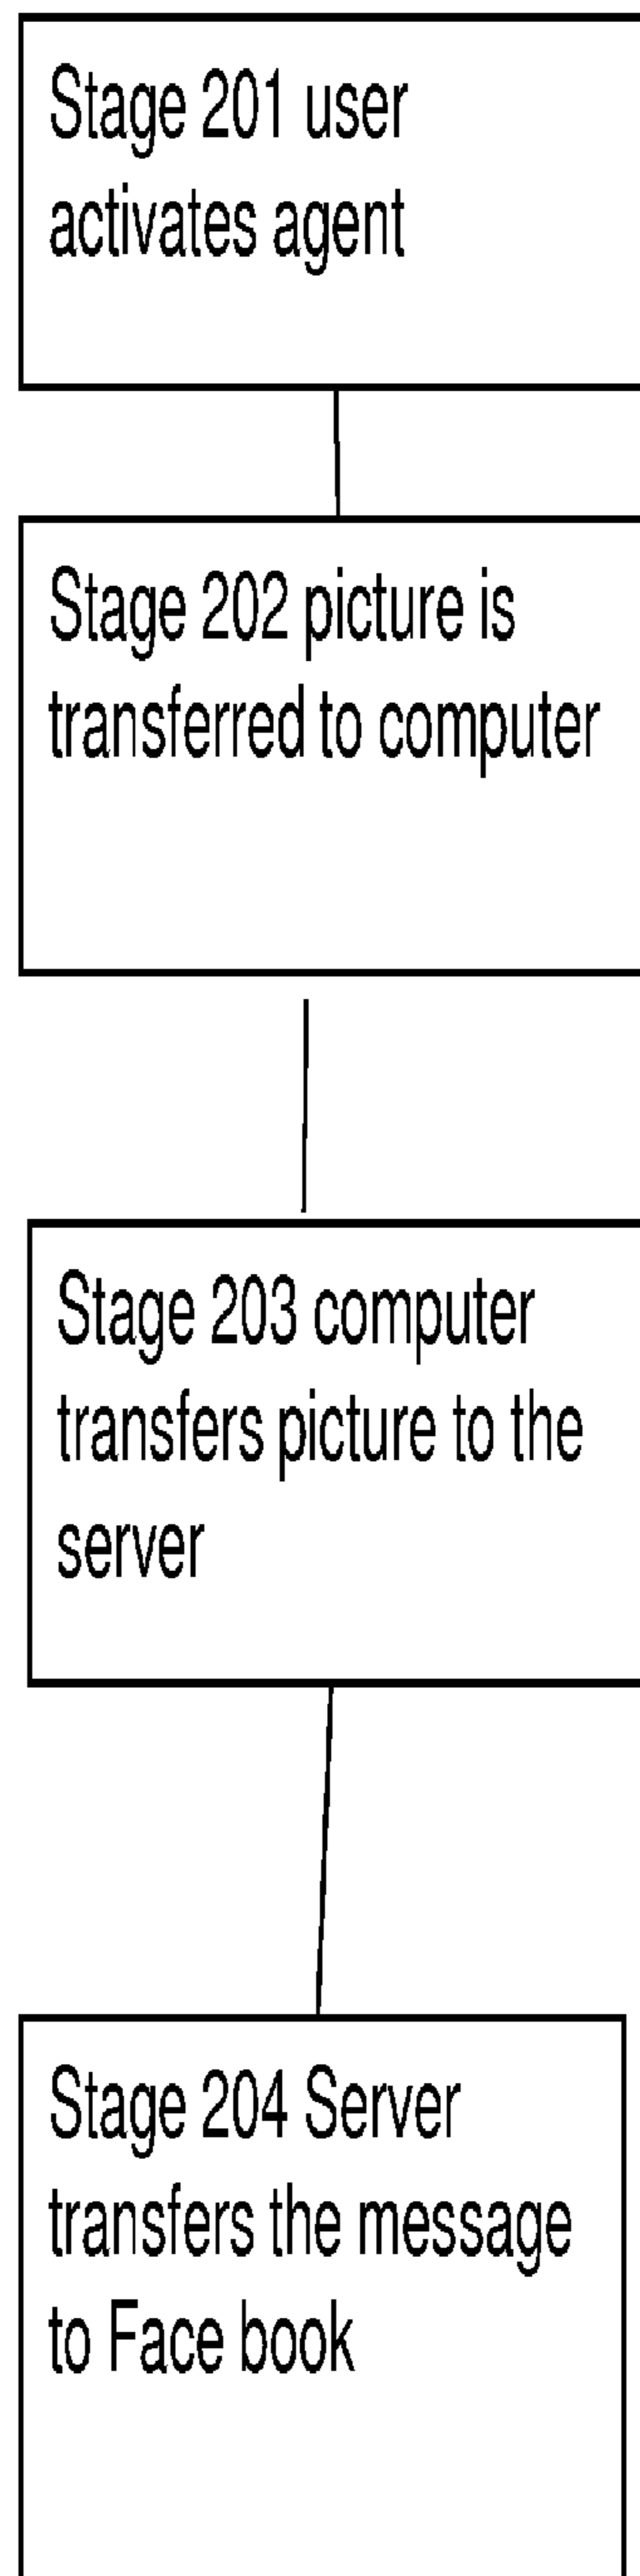 Stage 201 user
activates agent
Stage 202 picture is
transferred to computer
Stage 203 computer
transfers picture to the
server
Stage 204 Server
transfers the message
to Face book